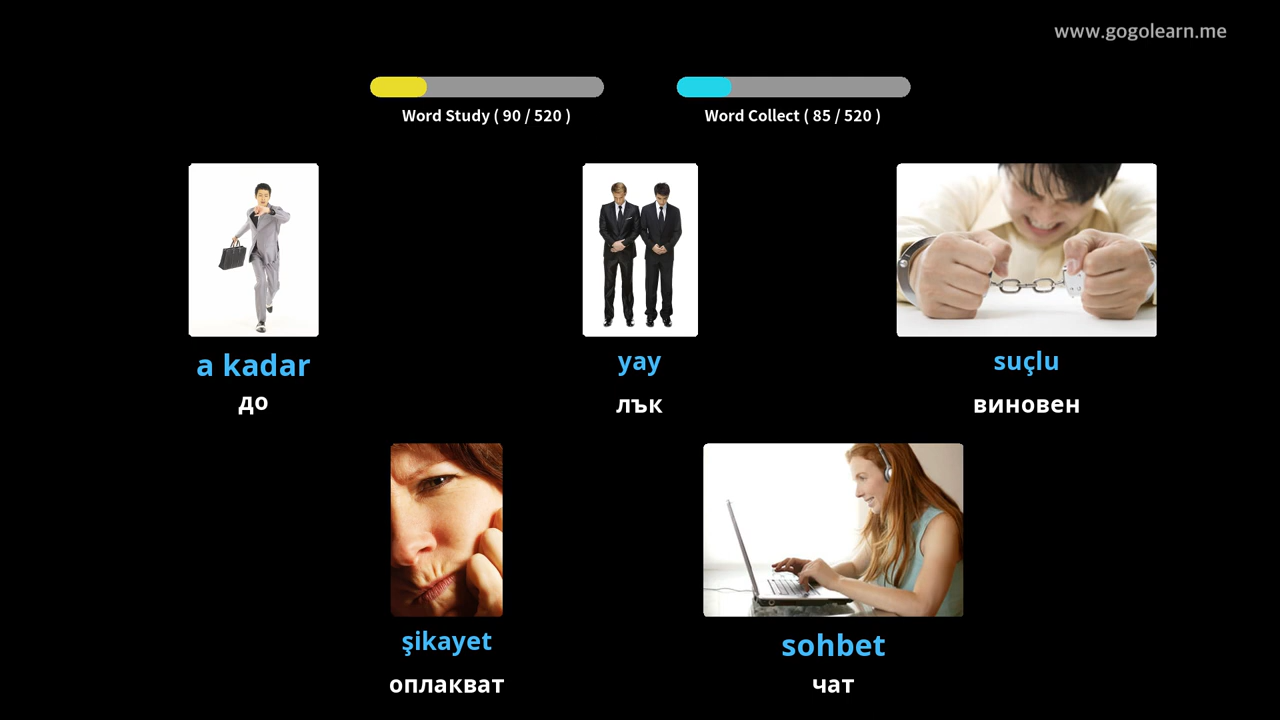 www.gogolearn.me
Word Study ( 90 / 520 )
Word Collect ( 85 / 520 )
a kadar
до
yay
лък
suçlu
виновен
şikayet
оплакват
sohbet
чат